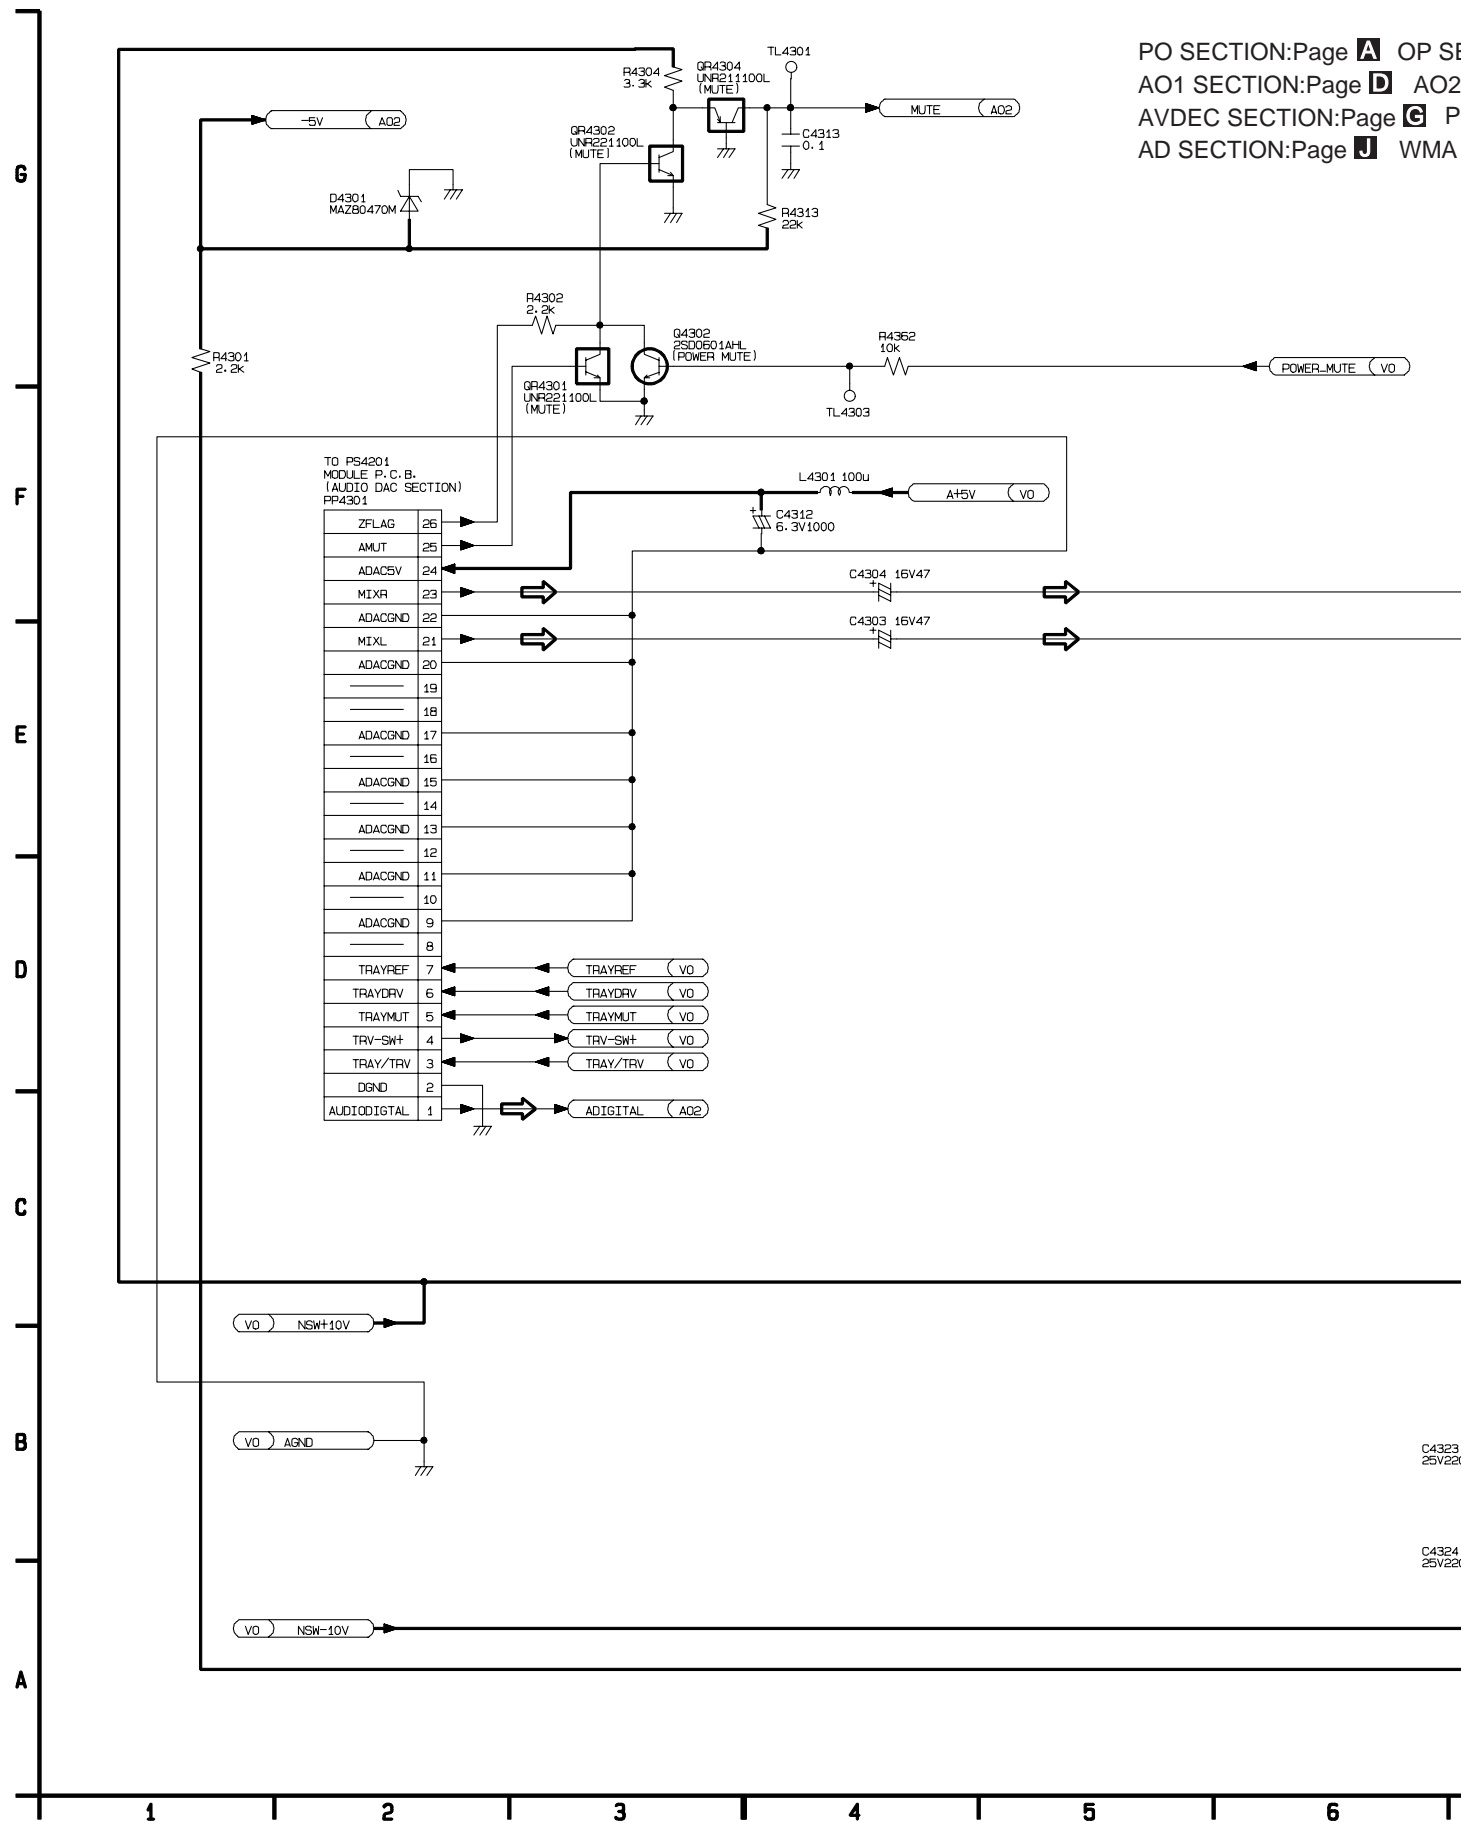 PO SECTION:Page A OP SE
AO1 SECTION:Page D AO2
AVDEC SECTION:Page G P
AD SECTION:Page J WMA
TL4301
R4304
3.3K
QR4304
UNR211100L
(MUTE)
MUTE AO2
-5V AO2
QR4302
UNR221100L
(MUTE)
C4313
0.1
G
D4301
MAZ80470M
R4313
22K
R4302
2.2K
Q4302
2SD0601AHL
(POWER MUTE)
R4362
10K
R4301
2.2K
POWER_MUTE VO
QR4301
UNR221100L
(MUTE)
TL4303
TO PS4201
MODULE P.C.B.
(AUDIO DAC SECTION)
PP4301
L4301 100u
A+5V VO
F
C4312
6.3V1000
ZFLAG 26
AMUT 25
ADAC5V 24
MIXR 23
C4304 16V47
ADACGND 22
MIXL 21
C4303 16V47
ADACGND 20
19
18
E
ADACGND 17
16
ADACGND 15
14
ADACGND 13
12
ADACGND 11
10
ADACGND 9
8
D
TRAYREF 7 TRAYREF VO
TRAYDRV 6 TRAYDRV VO
TRAYMUT 5 TRAYMUT VO
TRV-SW+ 4 TRV-SW+ VO
TRAY/TRV 3 TRAY/TRV VO
DGND 2
AUDIODIGTAL 1 ADIGITAL AO2
C
VO NSW+10V
B
VO AGND
C4323
25V220
C4324
25V220
VO NSW-10V
A
1 2 3 4 5 6